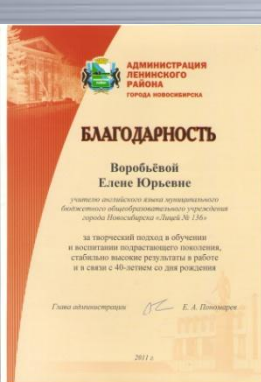 АДМИНИСТРАЦИЯ
ЛЕНИНСКОГО
РАЙОНА
ГОРОДА НОВОСИБИРСКА
БЛАГОДАРНОСТЬ
Воробьёвой
Елене Юрьевне
учителю английского языка муниципального
бюджетного общеобразовательного учреждения
города Новосибирска «Лицей № 136»
за творческий подход в обучении
и воспитании подрастающего поколения,
стабильно высокие результаты в работе
и в связи с 40-летием со дня рождения
Глава администрации Е. А. Пономарев
2011 г.